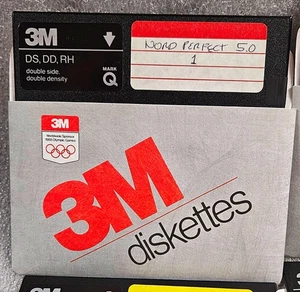 3M
DS, DD, RH
double side
double density
MARK
Q
WORD PERFECT 5.0
1
3M
Worldwide Sponsor
1988 Olympic Games
3M
diskettes